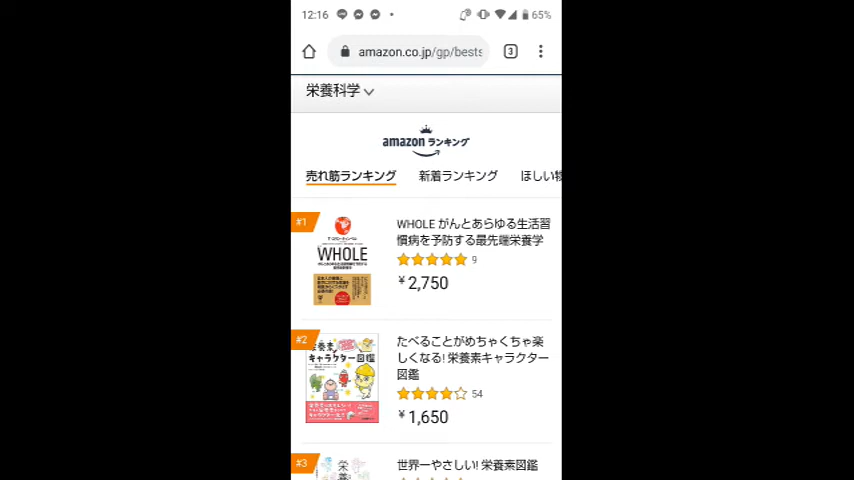 12:16
65%
amazon.co.jp/gp/bests
3
栄養科学
amazon ランキング
売れ筋ランキング
新着ランキング
ほしい物
#1
WHOLE
WHOLE がんとあらゆる生活習
慣病を予防する最先端栄養学
9
¥2,750
#2
栄養素
キャラクター図鑑
たべることがめちゃくちゃ楽
しくなる! 栄養素キャラクター
図鑑
54
¥1,650
#3
世界一やさしい! 栄養素図鑑